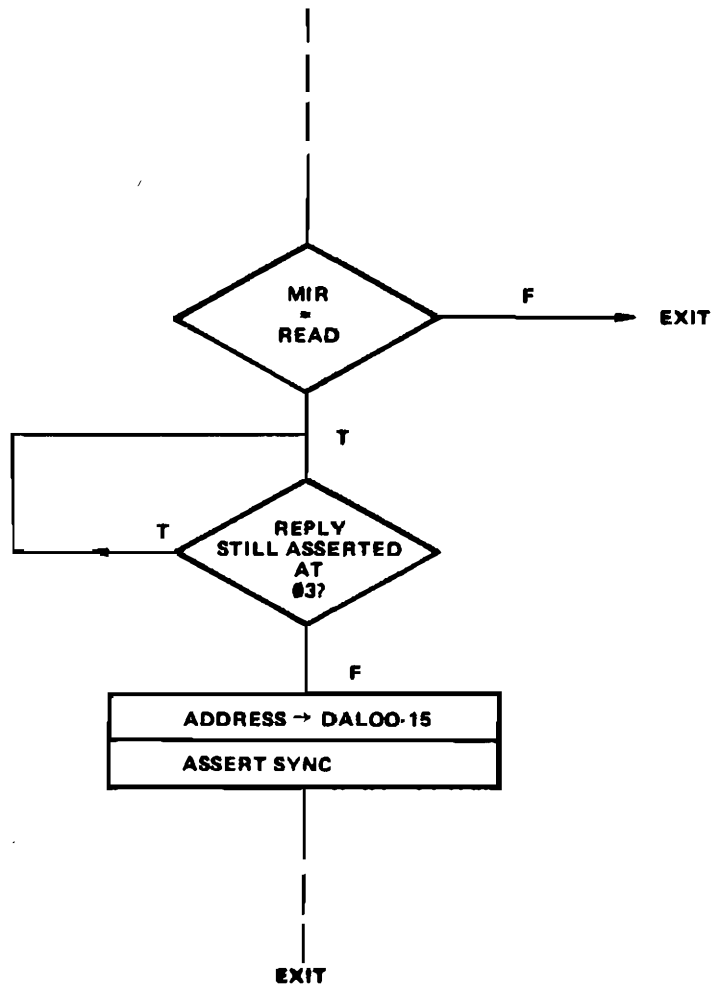 MIR
=
READ
F
EXIT
T
T
REPLY
STILL ASSERTED
AT
Ø3?
F
ADDRESS → DAL00-15
ASSERT SYNC
EXIT